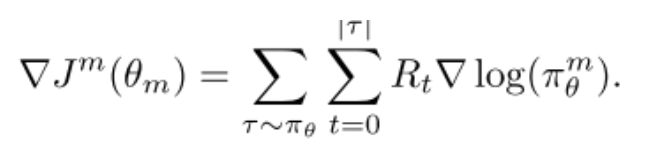 ∇J^m(θ_m) = ∑_{τ∼π_θ} ∑_{t=0}^{|τ|} R_t ∇ log(π_θ^m).